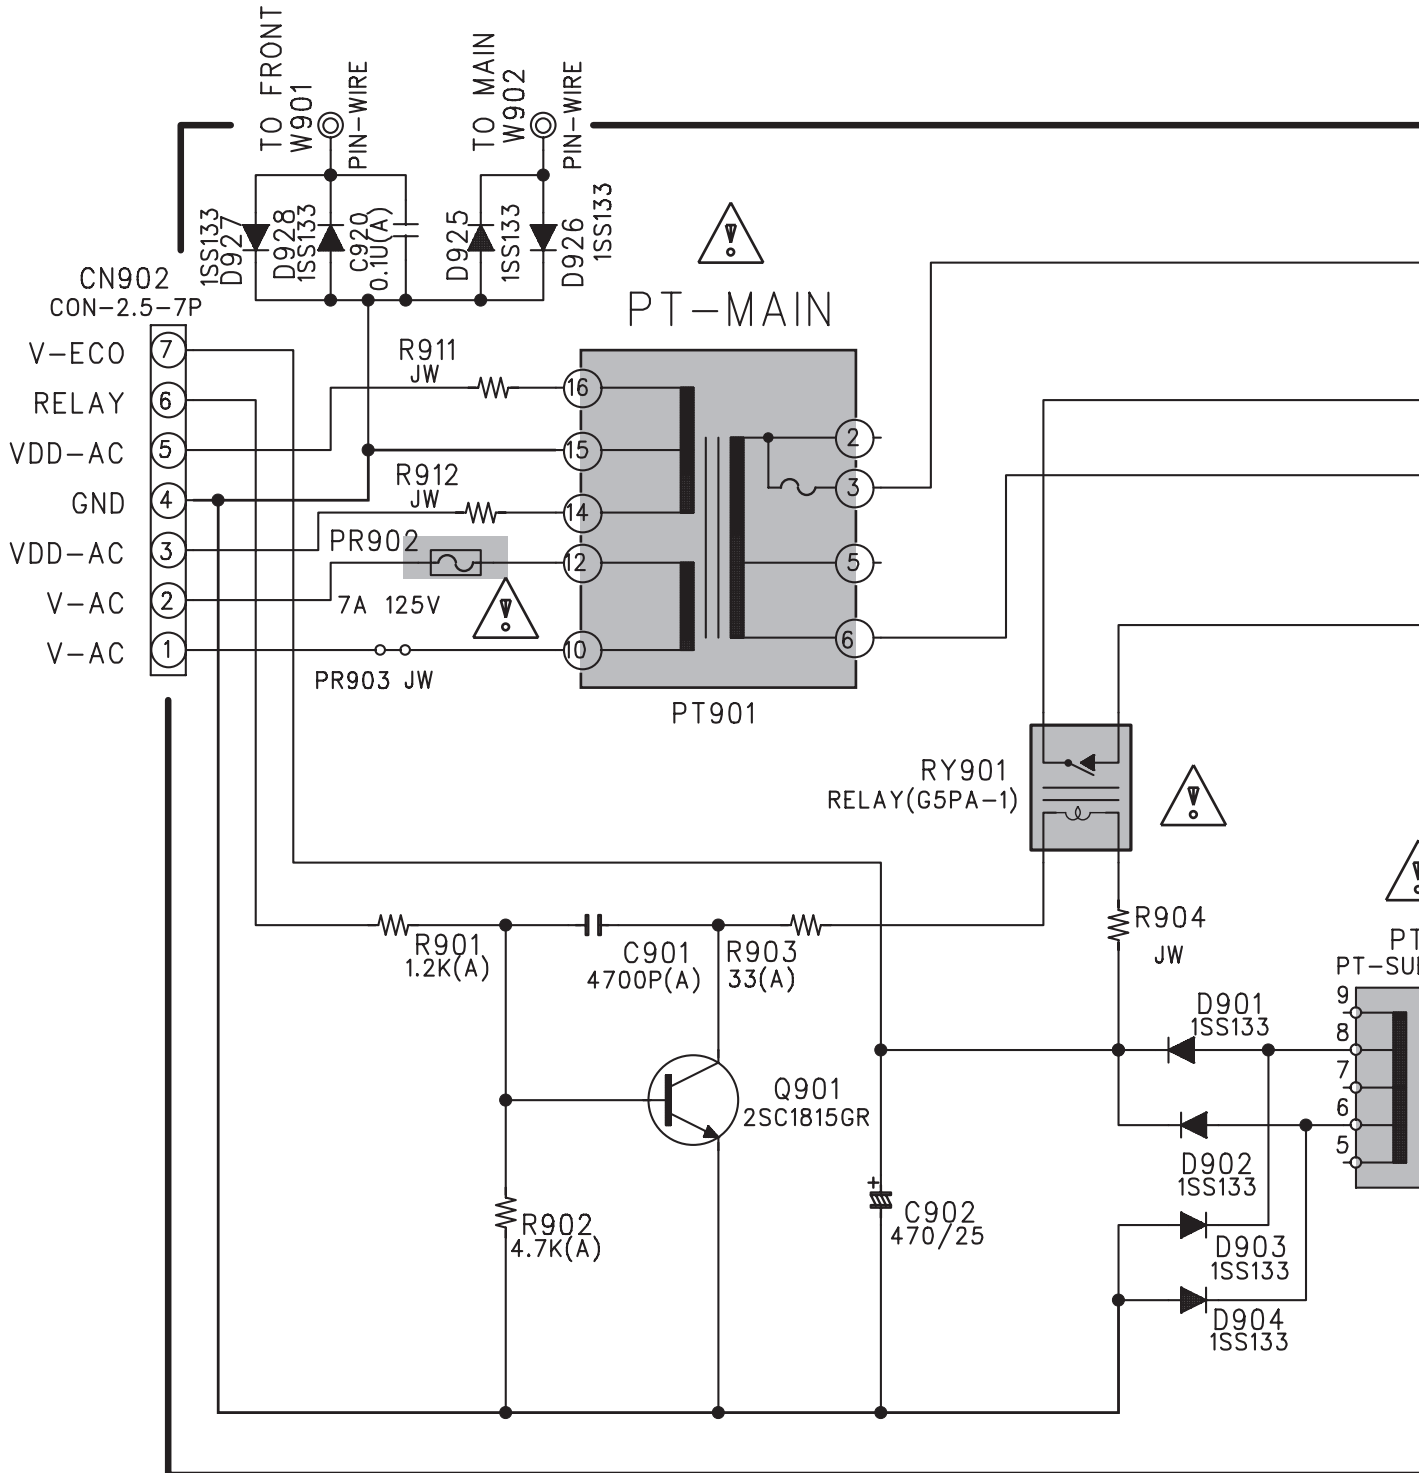 TO FRONT
W901
PIN-WIRE
TO MAIN
W902
PIN-WIRE
1SS133
D927
D928
1SS133
C920
0.1U(A)
D925
1SS133
D926
1SS133
CN902
CON-2.5-7P
PT-MAIN
V-ECO
7
RELAY
6
VDD-AC
5
GND
4
VDD-AC
3
V-AC
2
V-AC
1
R911
JW
R912
JW
PR902
7A 125V
PR903 JW
16
15
14
12
10
2
3
5
6
PT901
RY901
RELAY(G5PA-1)
R901
1.2K(A)
C901
4700P(A)
R903
33(A)
R904
JW
PT
PT-SU
D901
1SS133
9
8
7
6
5
Q901
2SC1815GR
D902
1SS133
R902
4.7K(A)
C902
+
470/25
D903
1SS133
D904
1SS133